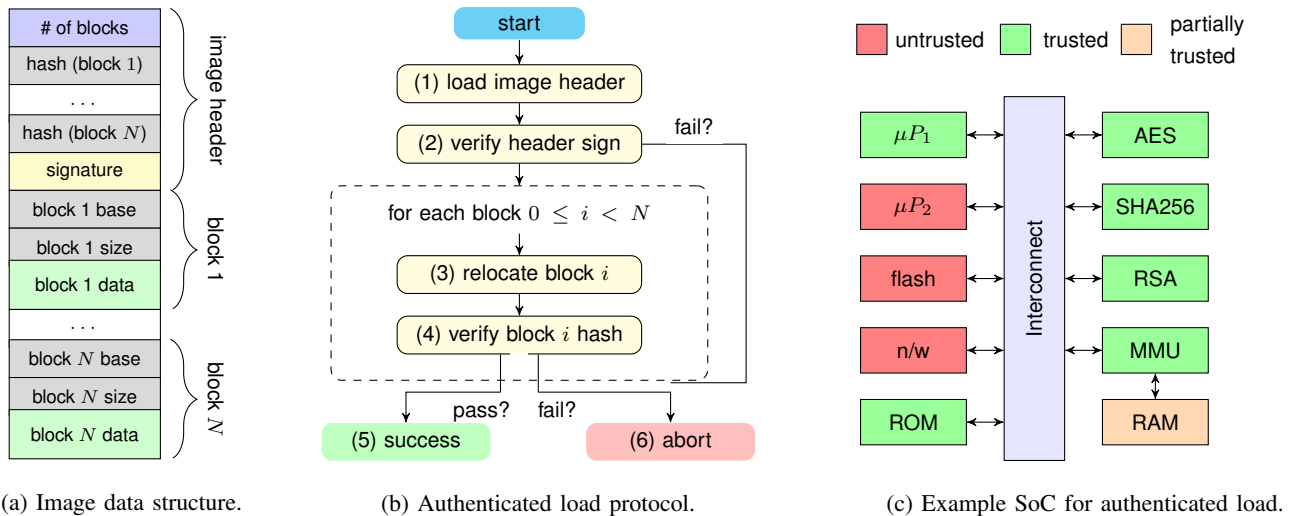 # of blocks
hash (block 1)
. . .
hash (block N)
signature
block 1 base
block 1 size
block 1 data
. . .
block N base
block N size
block N data
image header
block 1
block N
(a) Image data structure.
start
(1) load image header
(2) verify header sign
fail?
for each block 0 ≤ i < N
(3) relocate block i
(4) verify block i hash
pass?
fail?
(5) success
(6) abort
(b) Authenticated load protocol.
untrusted
trusted
partially
trusted
μP₁
μP₂
flash
n/w
ROM
Interconnect
AES
SHA256
RSA
MMU
RAM
(c) Example SoC for authenticated load.